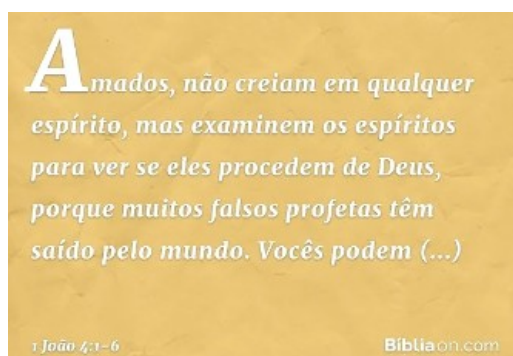 Amados, não creiam em qualquer
espírito, mas examinem os espíritos
para ver se eles procedem de Deus,
porque muitos falsos profetas têm
saído pelo mundo. Vocês podem (...)
1 João 4:1-6
Bíbliaon.com